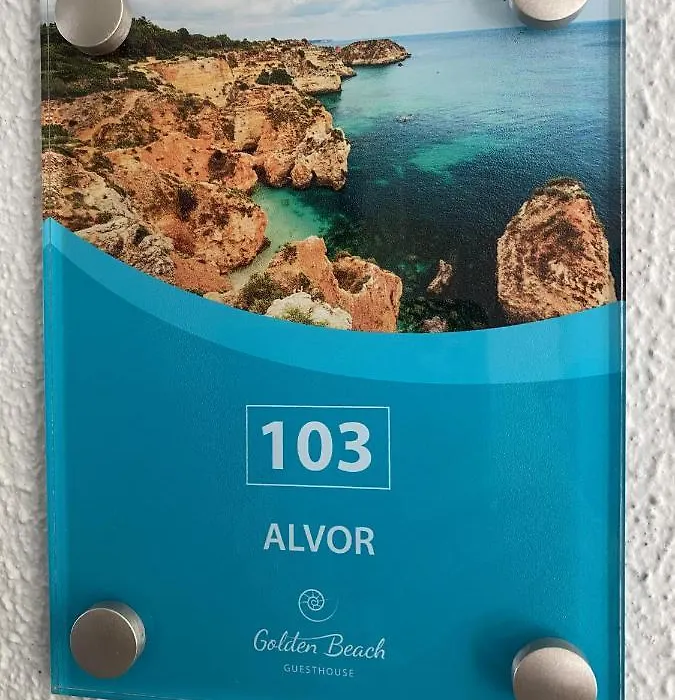 103
ALVOR
Golden Beach
GUESTHOUSE